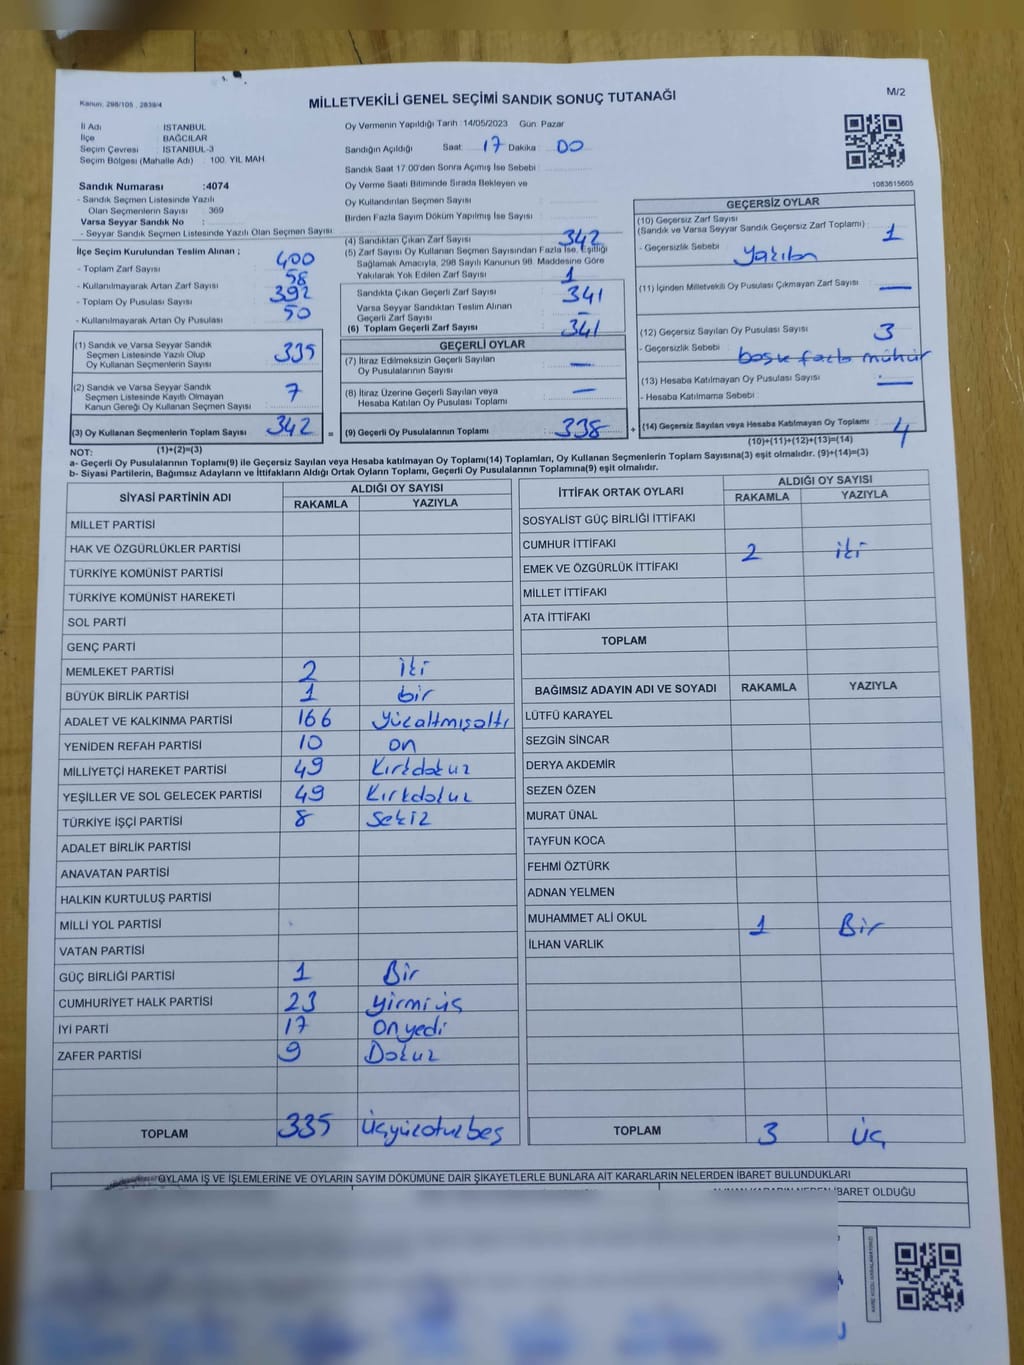 Kanun: 298/105 , 2839/4
MİLLETVEKİLİ GENEL SEÇİMİ SANDIK SONUÇ TUTANAĞI
M/2
İl Adı : İSTANBUL
İlçe : BAĞCILAR
Seçim Çevresi : İSTANBUL-3
Seçim Bölgesi (Mahalle Adı) : 100. YIL MAH.
Sandık Numarası :4074
- Sandık Seçmen Listesinde Yazılı
Olan Seçmenlerin Sayısı : 369
Varsa Seyyar Sandık No :
- Seyyar Sandık Seçmen Listesinde Yazılı Olan Seçmen Sayısı
Oy Vermenin Yapıldığı Tarih :14/05/2023 Gün: Pazar
Sandığın Açıldığı Saat 17 Dakika 00
Sandık Saat 17.00'den Sonra Açımış İse Sebebi
Oy Verme Saati Bitiminde Sırada Bekleyen ve
Oy Kullandırılan Seçmen Sayısı
Birden Fazla Sayım Döküm Yapılmış İse Sayısı
1083615605
İlçe Seçim Kurulundan Teslim Alınan ;
- Toplam Zarf Sayısı 400
- Kullanılmayarak Artan Zarf Sayısı 58
- Toplam Oy Pusulası Sayısı 392
- Kullanılmayarak Artan Oy Pusulası 50
(1) Sandık ve Varsa Seyyar Sandık
Seçmen Listesinde Yazılı Olup
Oy Kullanan Seçmenlerin Sayısı 335
(2) Sandık ve Varsa Seyyar Sandık
Seçmen Listesinde Kayıtlı Olmayan
Kanun Gereği Oy Kullanan Seçmen Sayısı 7
(3) Oy Kullanan Seçmenlerin Toplam Sayısı 342 =
(1)+(2)=(3)
(4) Sandıktan Çıkan Zarf Sayısı 342
(5) Zarf Sayısı Oy Kullanan Seçmen Sayısından Fazla İse, Eşitliği
Sağlamak Amacıyla, 298 Sayılı Kanunun 98. Maddesine Göre
Yakılarak Yok Edilen Zarf Sayısı 1
Sandıkta Çıkan Geçerli Zarf Sayısı 341
Varsa Seyyar Sandıktan Teslim Alınan
Geçerli Zarf Sayısı –
(6) Toplam Geçerli Zarf Sayısı 341
GEÇERLİ OYLAR
(7) İtiraz Edilmeksizin Geçerli Sayılan
Oy Pusulalarının Sayısı —
(8) İtiraz Üzerine Geçerli Sayılan veya
Hesaba Katılan Oy Pusulası Toplamı —
(9) Geçerli Oy Pusulalarının Toplamı 338 +
GEÇERSİZ OYLAR
(10) Geçersiz Zarf Sayısı
(Sandık ve Varsa Seyyar Sandık Geçersiz Zarf Toplamı) 1
- Geçersizlik Sebebi
(11) İçinden Milletvekili Oy Pusulası Çıkmayan Zarf Sayısı —
(12) Geçersiz Sayılan Oy Pusulası Sayısı 3
- Geçersizlik Sebebi mühür
(13) Hesaba Katılmayan Oy Pusulası Sayısı —
- Hesaba Katılmama Sebebi
(14) Geçersiz Sayılan veya Hesaba Katılmayan Oy Toplamı 4
(10)+(11)+(12)+(13)=(14)
NOT:
a- Geçerli Oy Pusulalarının Toplamı(9) ile Geçersiz Sayılan veya Hesaba katılmayan Oy Toplamı(14) Toplamları, Oy Kullanan Seçmenlerin Toplam Sayısına(3) eşit olmalıdır. (9)+(14)=(3)
b- Siyasi Partilerin, Bağımsız Adayların ve İttifakların Aldığı Ortak Oyların Toplamı, Geçerli Oy Pusulalarının Toplamına(9) eşit olmalıdır.
SİYASİ PARTİNİN ADI ALDIĞI OY SAYISI
RAKAMLA YAZIYLA
MİLLET PARTİSİ
HAK VE ÖZGÜRLÜKLER PARTİSİ
TÜRKİYE KOMÜNİST PARTİSİ
TÜRKİYE KOMÜNİST HAREKETİ
SOL PARTİ
GENÇ PARTİ
MEMLEKET PARTİSİ 2 iki
BÜYÜK BİRLİK PARTİSİ 1 bir
ADALET VE KALKINMA PARTİSİ 166 Yüzaltmışaltı
YENİDEN REFAH PARTİSİ 10 on
MİLLİYETÇİ HAREKET PARTİSİ 49 Kırkdokuz
YEŞİLLER VE SOL GELECEK PARTİSİ 49 Kırkdokuz
TÜRKİYE İŞÇİ PARTİSİ 8 Sekiz
ADALET BİRLİK PARTİSİ
ANAVATAN PARTİSİ
HALKIN KURTULUŞ PARTİSİ
MİLLİ YOL PARTİSİ
VATAN PARTİSİ
GÜÇ BİRLİĞİ PARTİSİ 1 Bir
CUMHURİYET HALK PARTİSİ 23 yirmiüş
İYİ PARTİ 17 Onyedi
ZAFER PARTİSİ 9 Dokuz
TOPLAM 335 Üçyüzotuzbeş
İTTİFAK ORTAK OYLARI ALDIĞI OY SAYISI
RAKAMLA YAZIYLA
SOSYALİST GÜÇ BİRLİĞİ İTTİFAKI
CUMHUR İTTİFAKI 2 iki
EMEK VE ÖZGÜRLÜK İTTİFAKI
MİLLET İTTİFAKI
ATA İTTİFAKI
TOPLAM
BAĞIMSIZ ADAYIN ADI VE SOYADI RAKAMLA YAZIYLA
LÜTFÜ KARAYEL
SEZGİN SİNCAR
DERYA AKDEMİR
SEZEN ÖZEN
MURAT ÜNAL
TAYFUN KOCA
FEHMİ ÖZTÜRK
ADNAN YELMEN
MUHAMMET ALİ OKUL 1 Bir
İLHAN VARLIK
TOPLAM 3 üç
OYLAMA İŞ VE İŞLEMLERİNE VE OYLARIN SAYIM DÖKÜMÜNE DAİR ŞİKAYETLERLE BUNLARA AİT KARARLARIN NELERDEN İBARET BULUNDUKLARI
İBARET OLDUĞU